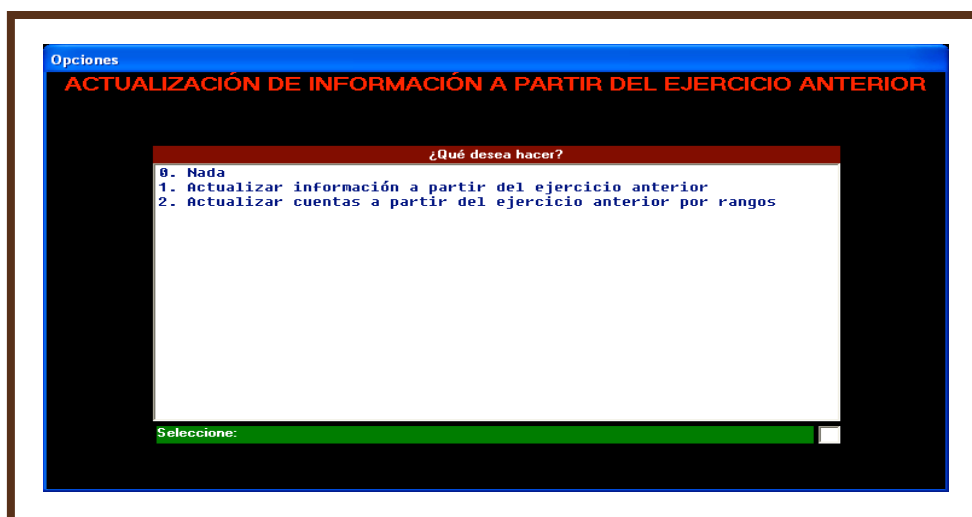 Opciones
ACTUALIZACIÓN DE INFORMACIÓN A PARTIR DEL EJERCICIO ANTERIOR
¿Qué desea hacer?
0. Nada
1. Actualizar información a partir del ejercicio anterior
2. Actualizar cuentas a partir del ejercicio anterior por rangos
Seleccione: